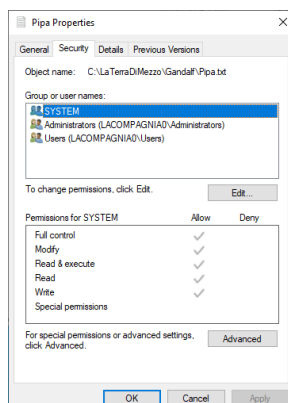 Pipa Properties
General Security Details Previous Versions
Object name: C:\LaTerraDiMezzo\Gandalf\Pipa.txt
Group or user names:
SYSTEM
Administrators (LACOMPAGNIA0\Administrators)
Users (LACOMPAGNIA0\Users)
To change permissions, click Edit. Edit...
Permissions for SYSTEM Allow Deny
Full control
Modify
Read & execute
Read
Write
Special permissions
For special permissions or advanced settings, Advanced
click Advanced.
OK Cancel Apply